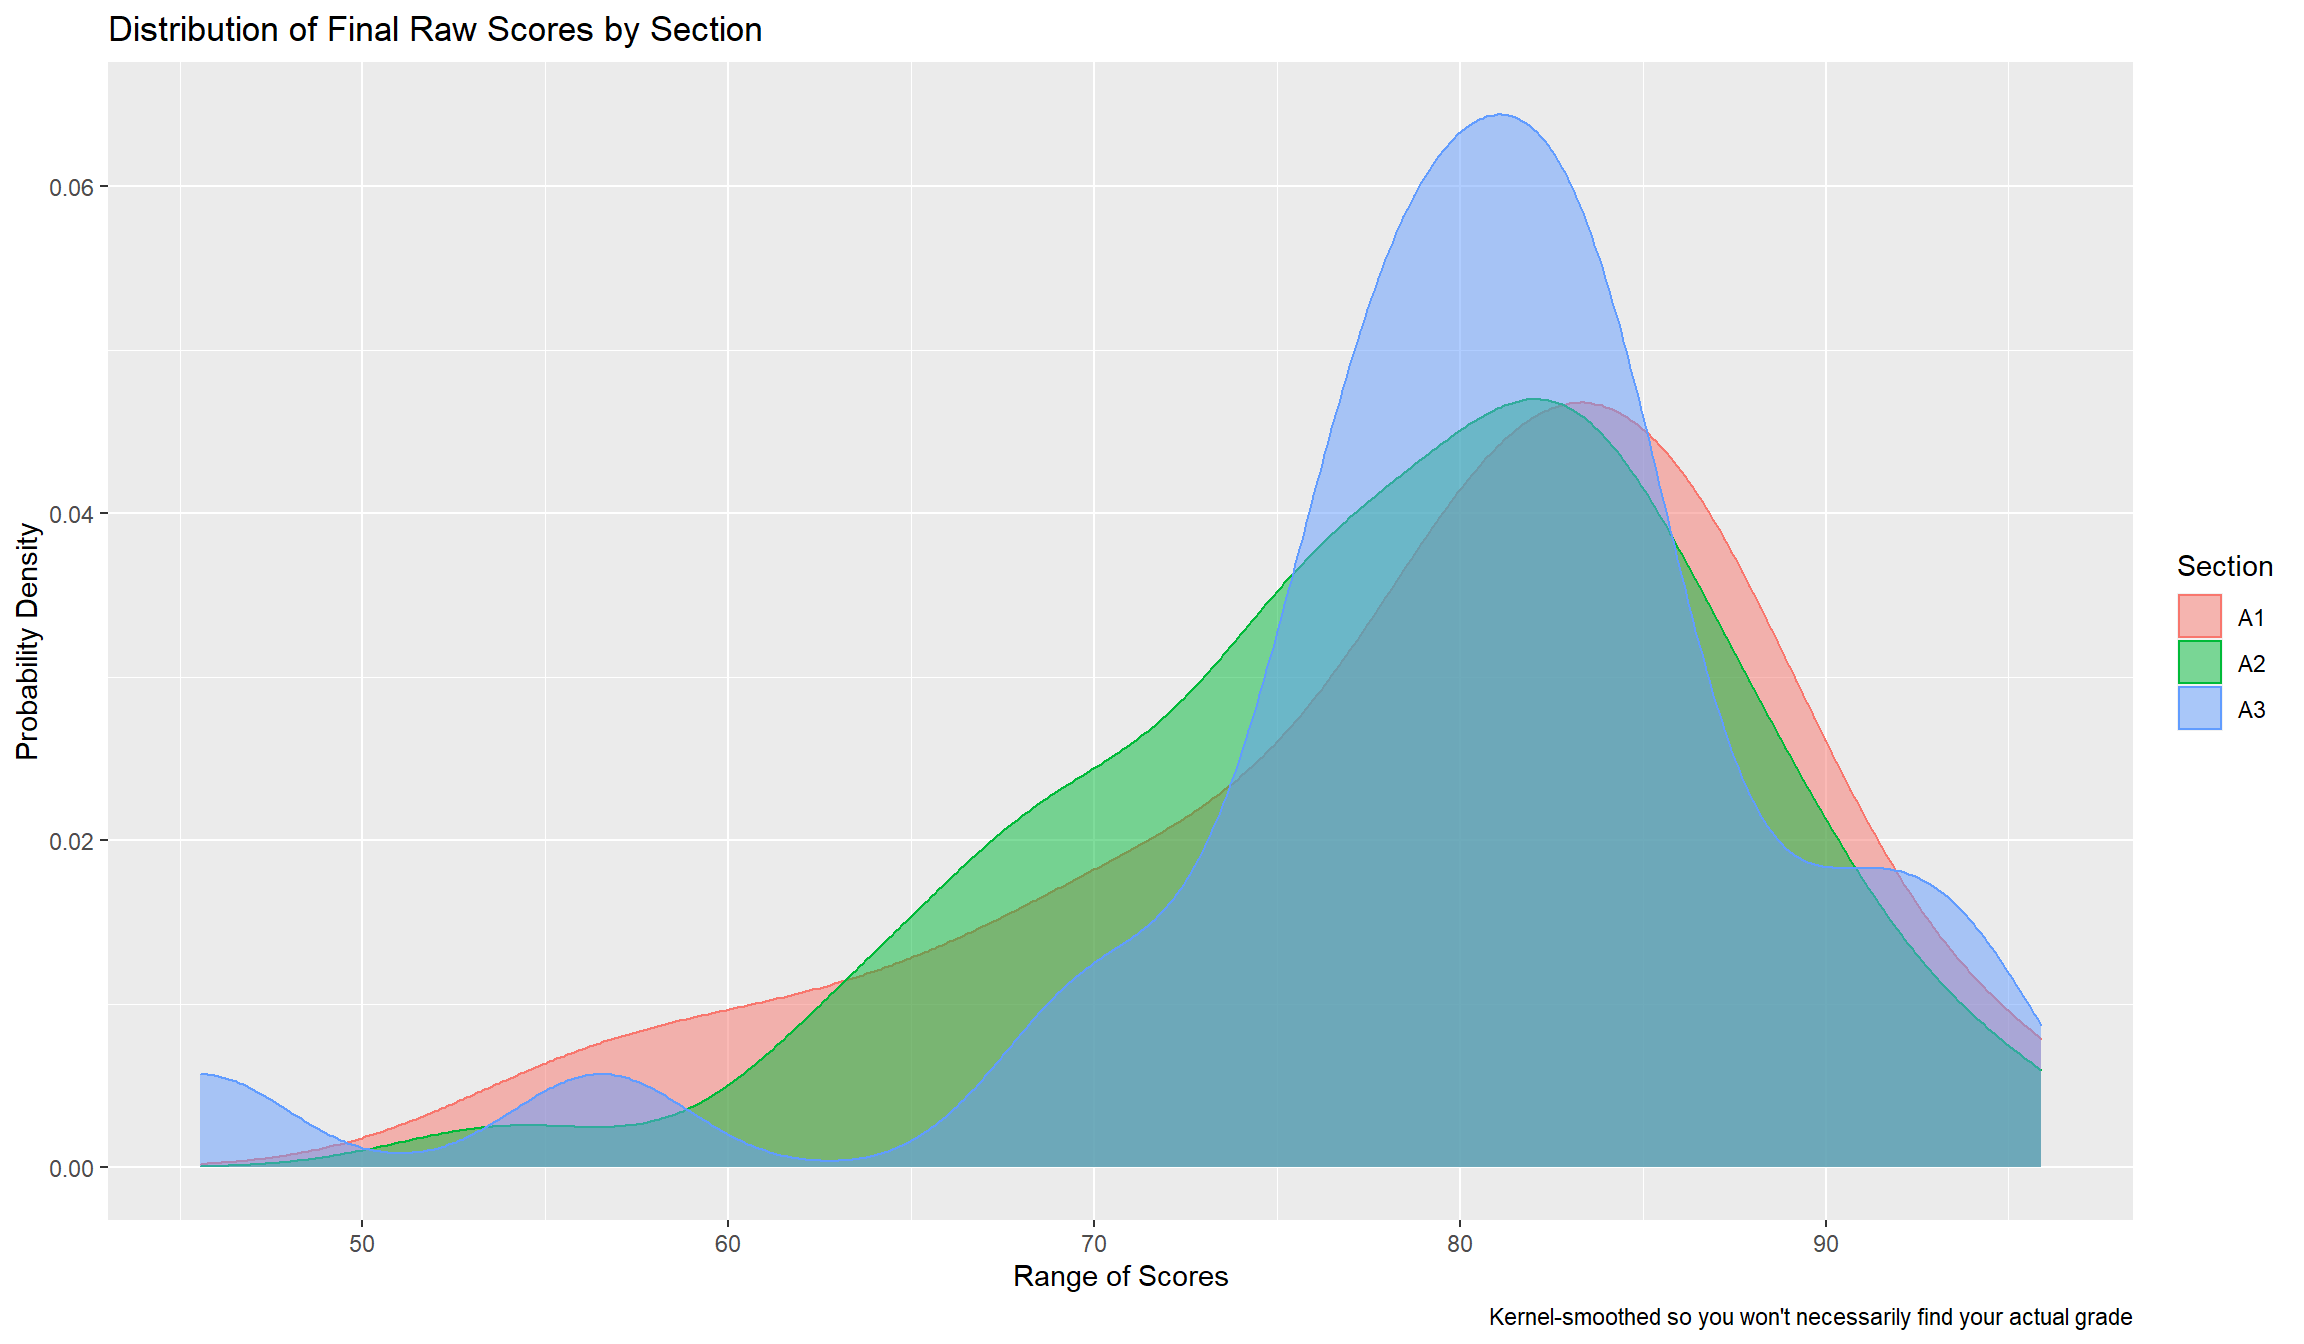 Distribution of Final Raw Scores by Section
0.06
0.04
0.02
0.00
Probability Density
50
60
70
80
90
Range of Scores
Section
A1
A2
A3
Kernel-smoothed so you won't necessarily find your actual grade